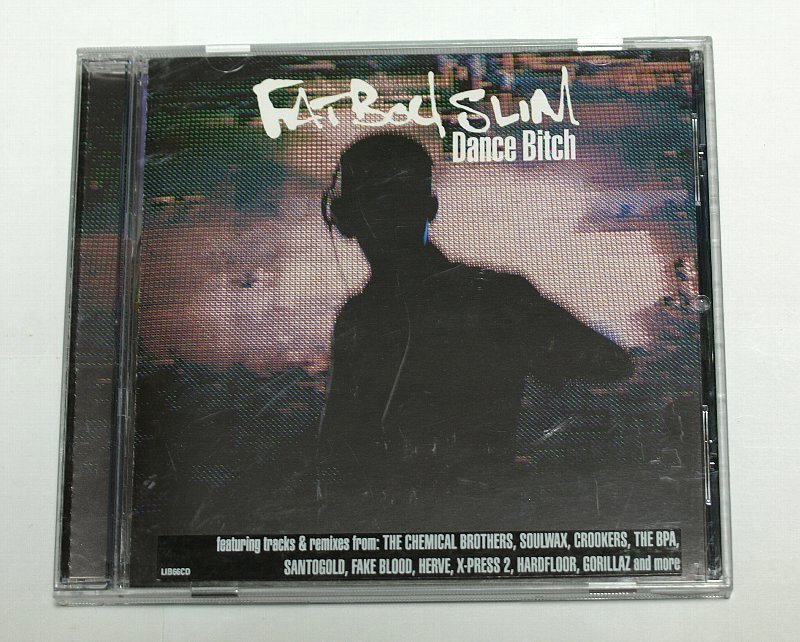 FATBOY SLIM
Dance Bitch
featuring tracks & remixes from: THE CHEMICAL BROTHERS, SOULWAX, CROOKERS, THE BPA,
SANTOGOLD, FAKE BLOOD, HERVE, X-PRESS 2, HARDFLOOR, GORILLAZ and more
LIB66CD